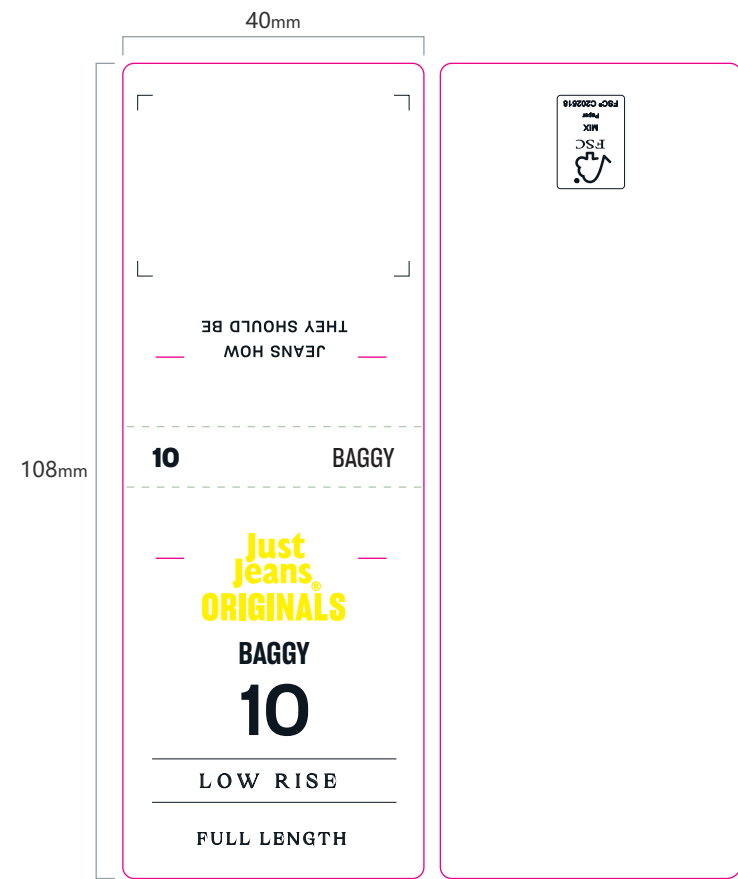 40mm
108mm
JEANS HOW
THEY SHOULD BE
10 BAGGY
Just
Jeans®
ORIGINALS
BAGGY
10
LOW RISE
FULL LENGTH
FSC
MIX
Paper
FSC® C202518